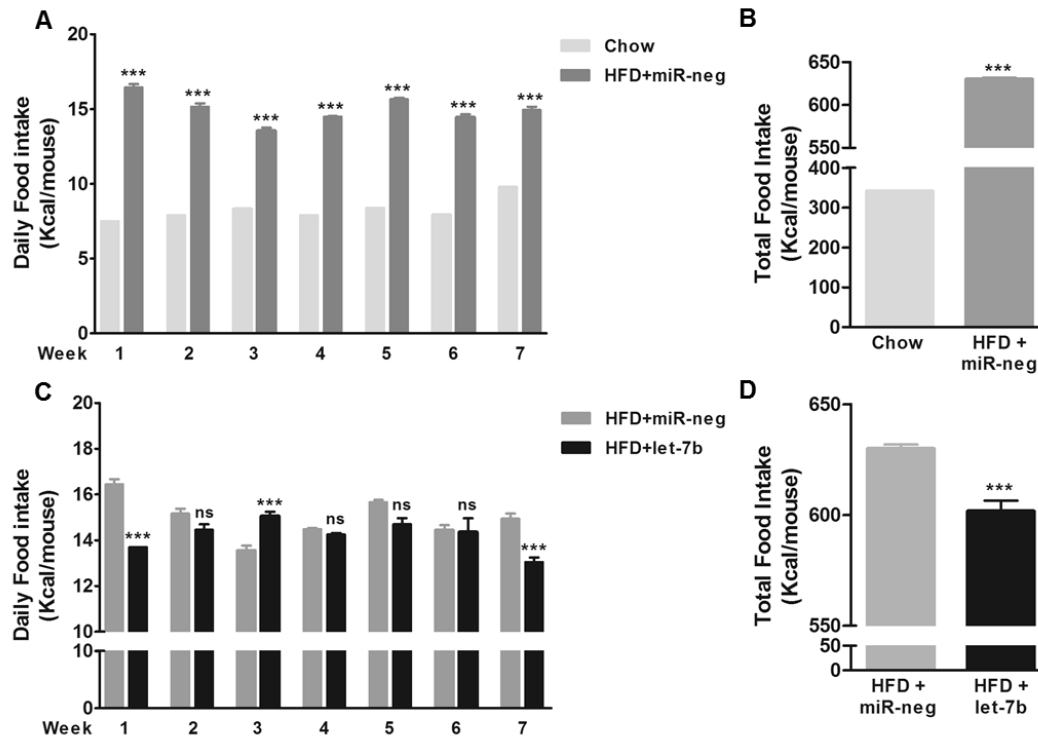 A
20
15
10
5
0
Daily Food intake
(Kcal/mouse)
*** *** *** *** *** *** ***
Week 1 2 3 4 5 6 7
Chow
HFD+miR-neg
B
650
600
550
400
300
200
100
0
Total Food Intake
(Kcal/mouse)
***
Chow
HFD +
miR-neg
C
20
18
16
14
12
10
10
0
Daily Food intake
(Kcal/mouse)
*** ns *** ns ns ns ***
Week 1 2 3 4 5 6 7
HFD+miR-neg
HFD+let-7b
D
650
600
550
50
0
Total Food Intake
(Kcal/mouse)
***
HFD +
miR-neg
HFD +
let-7b